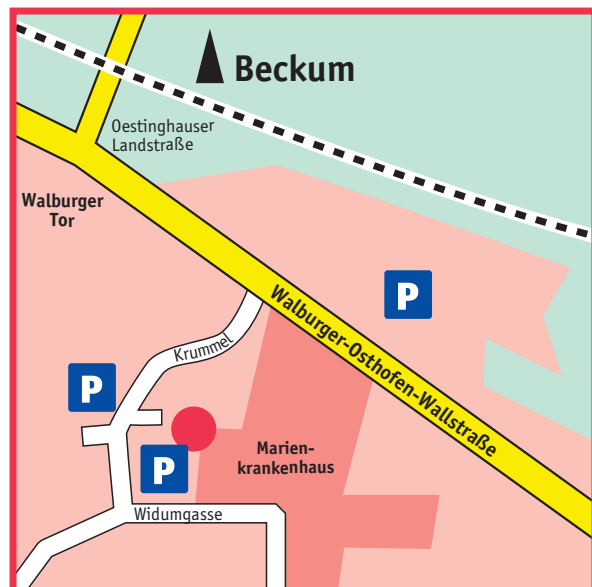 Beckum
Oestinghauser
Landstraße
Walburger
Tor
P
Walburger-Osthofen-Wallstraße
Krummel
P
Marien-
krankenhaus
P
Widumgasse